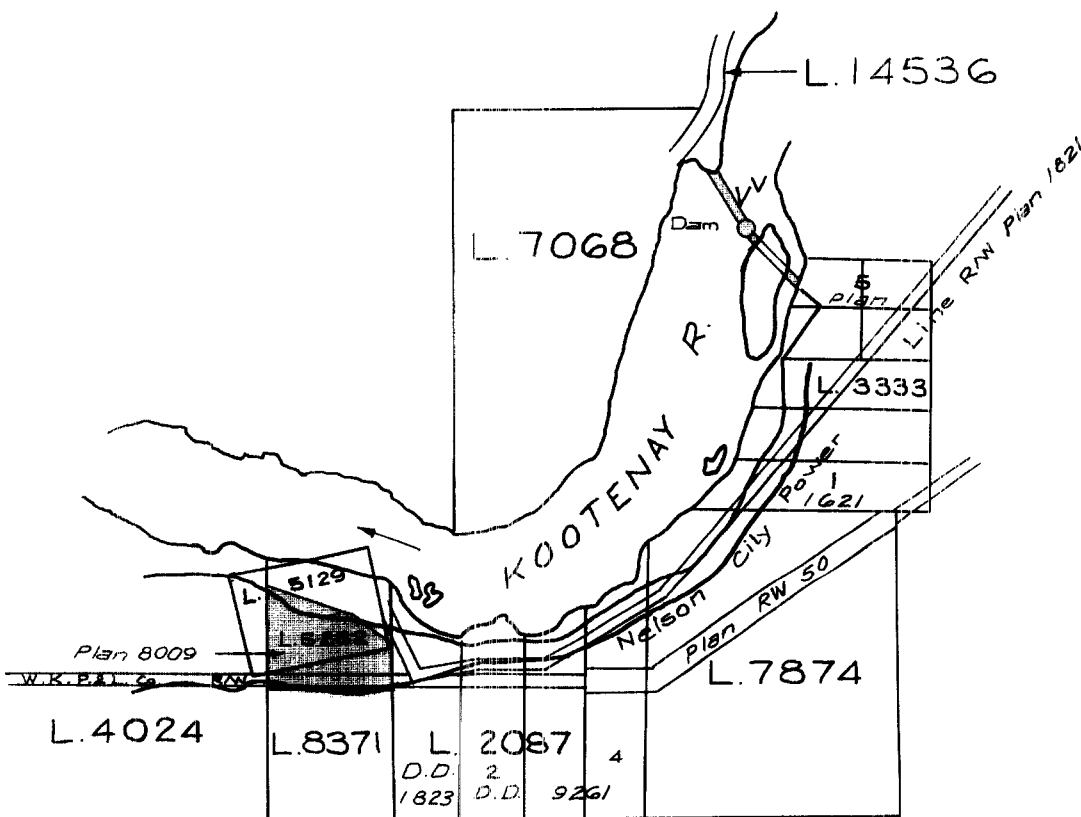 L. 14536
L. 7068
Dam
Line R/W Plan 1821
5
Plan
L. 3333
KOOTENAY R.
1
1621
Nelson City Power
Plan RW 50
L. 5129
Plan 8009
W. K. P. & L. Co. R/W
L. 7874
L. 4024
L. 8371
L. 2087
D.D. 1823
2
D.D. 9261
4